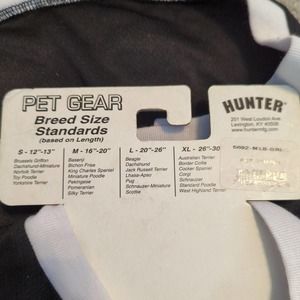 PET GEAR
Breed Size
Standards
(based on Length)
S - 12"-13"
Brussels Griffon
Dachshund-Miniature
Norfolk Terrier
Toy Poodle
Yorkshire Terrier
M - 16"-20"
Basenji
Bichon Frise
King Charles Spaniel
Miniature Poodle
Pekingese
Pomeranian
Silky Terrier
L - 20"-26"
Beagle
Dachshund
Jack Russell Terrier
Lhasa-Apso
Pug
Schnauzer-Miniature
Scottie
XL - 26"-30
Australian Terrier
Border Collie
Cocker Spaniel
Corgi
Schnauzer
Standard Poodle
West Highland Terrier
HUNTER
201 West Loudon Ave.
Lexington, KY 40508
www.huntermfg.com